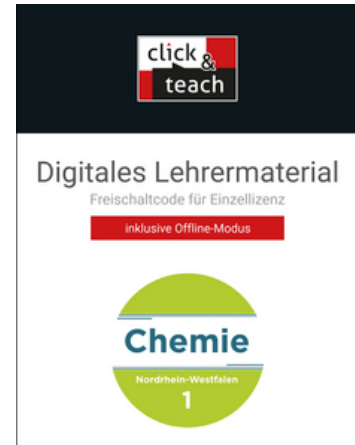 click &
teach
Digitales Lehrermaterial
Freischaltcode für Einzellizenz
inklusive Offline-Modus
Chemie
Nordrhein-Westfalen
1